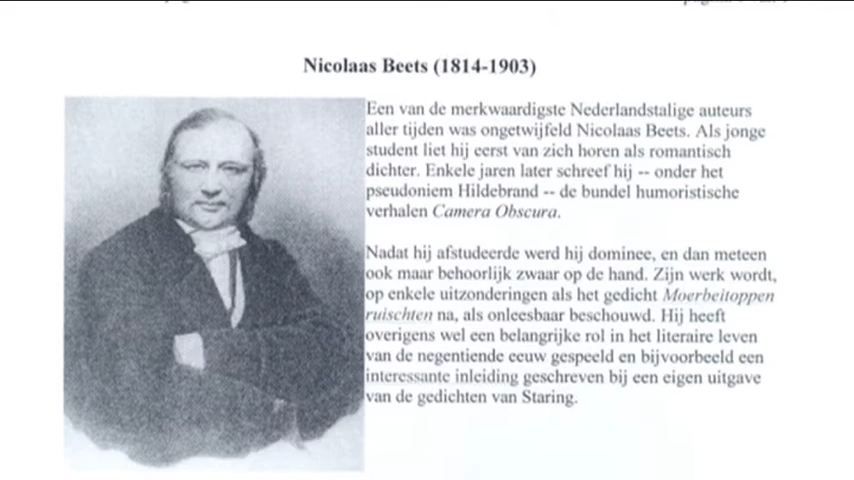 Nicolaas Beets (1814-1903)
Een van de merkwaardigste Nederlandstalige auteurs
aller tijden was ongetwijfeld Nicolaas Beets. Als jonge
student liet hij eerst van zich horen als romantisch
dichter. Enkele jaren later schreef hij -- onder het
pseudoniem Hildebrand -- de bundel humoristische
verhalen Camera Obscura.
Nadat hij afstudeerde werd hij dominee, en dan meteen
ook maar behoorlijk zwaar op de hand. Zijn werk wordt,
op enkele uitzonderingen als het gedicht Moerbeitoppen
ruischten na, als onleesbaar beschouwd. Hij heeft
overigens wel een belangrijke rol in het literaire leven
van de negentiende eeuw gespeeld en bijvoorbeeld een
interessante inleiding geschreven bij een eigen uitgave
van de gedichten van Staring.